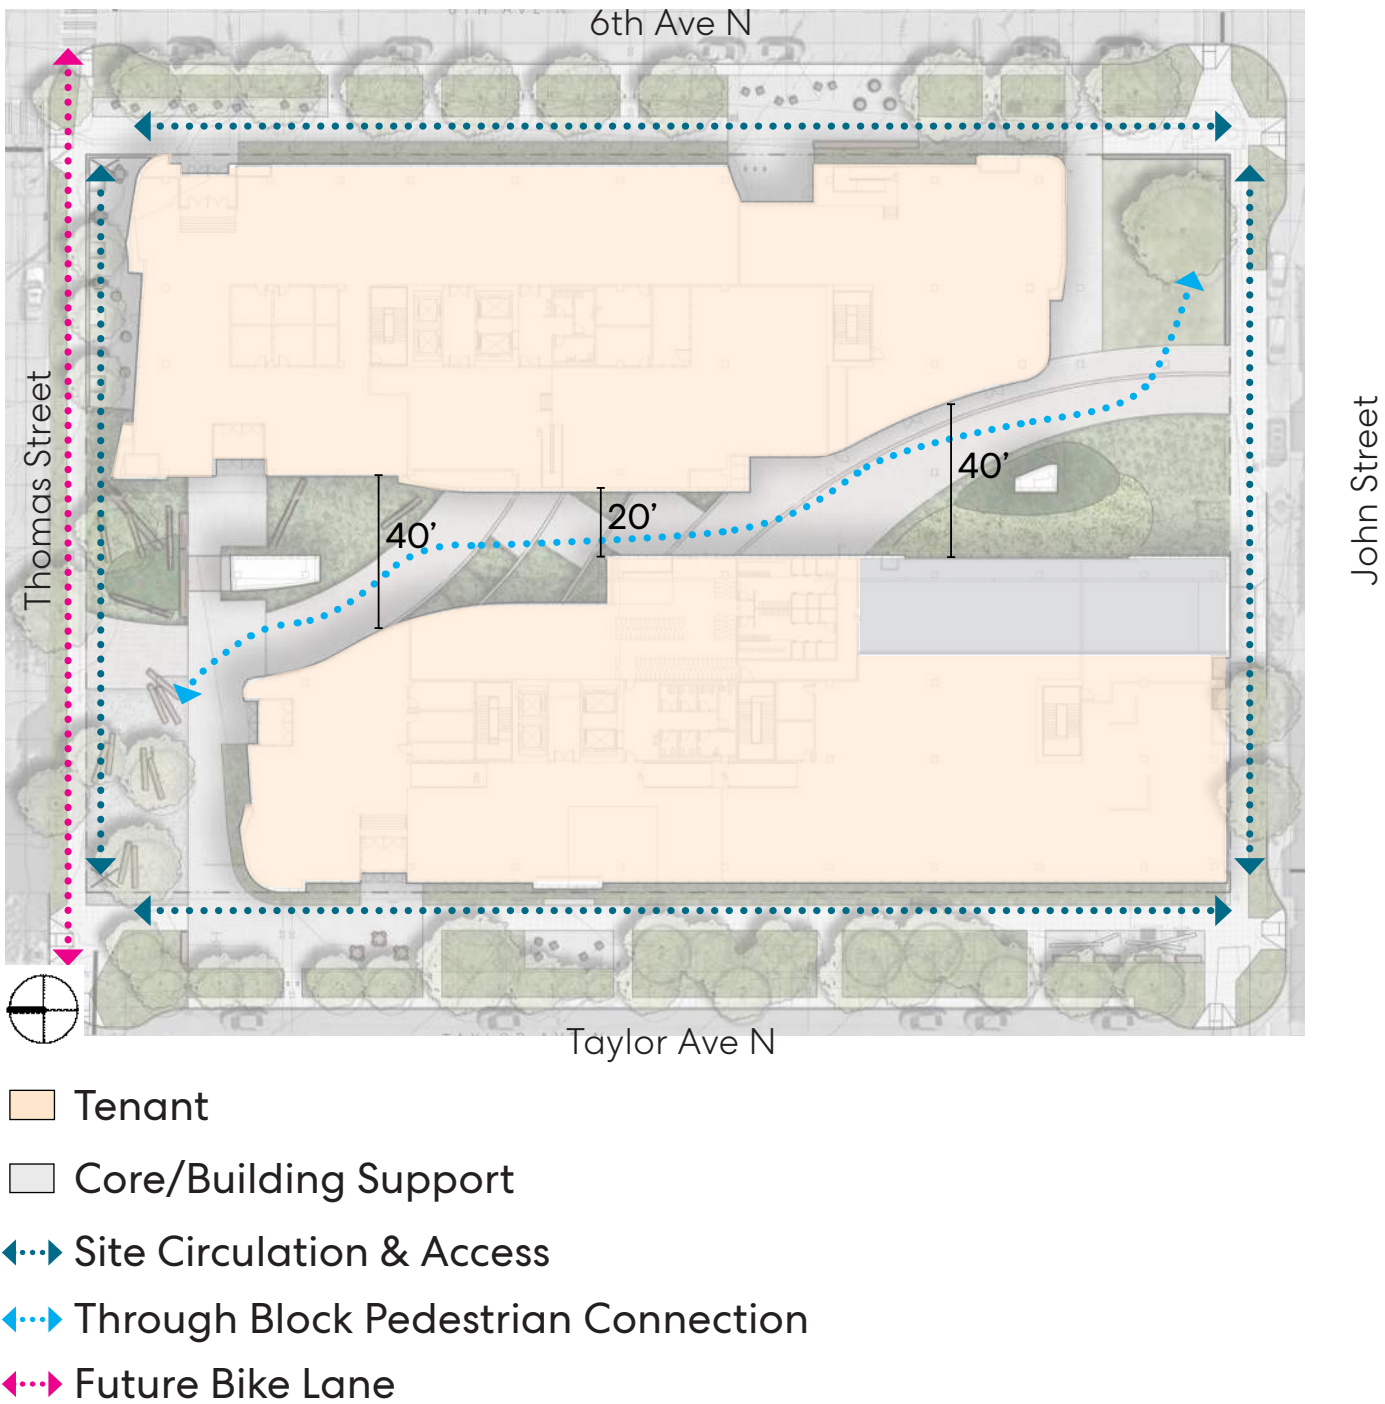 6th Ave N
Thomas Street
John Street
40’
20’
40’
Taylor Ave N
Tenant
Core/Building Support
Site Circulation & Access
Through Block Pedestrian Connection
Future Bike Lane